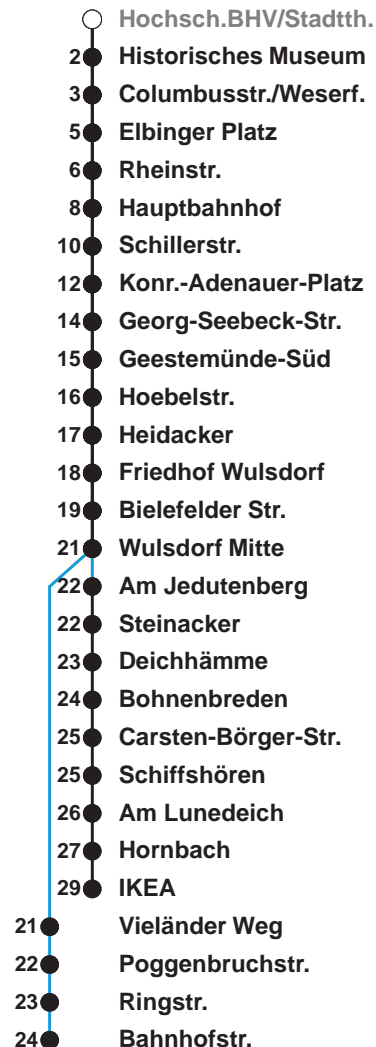 Hochsch.BHV/Stadtth.
2 Historisches Museum
3 Columbusstr./Weserf.
5 Elbinger Platz
6 Rheinstr.
8 Hauptbahnhof
10 Schillerstr.
12 Konr.-Adenauer-Platz
14 Georg-Seebeck-Str.
15 Geestemünde-Süd
16 Hoebelstr.
17 Heidacker
18 Friedhof Wulsdorf
19 Bielefelder Str.
21 Wulsdorf Mitte
22 Am Jedutenberg
22 Steinacker
23 Deichhämme
24 Bohnenbreden
25 Carsten-Börger-Str.
25 Schiffshören
26 Am Lunedeich
27 Hornbach
29 IKEA
21 Vieländer Weg
22 Poggenbruchstr.
23 Ringstr.
24 Bahnhofstr.